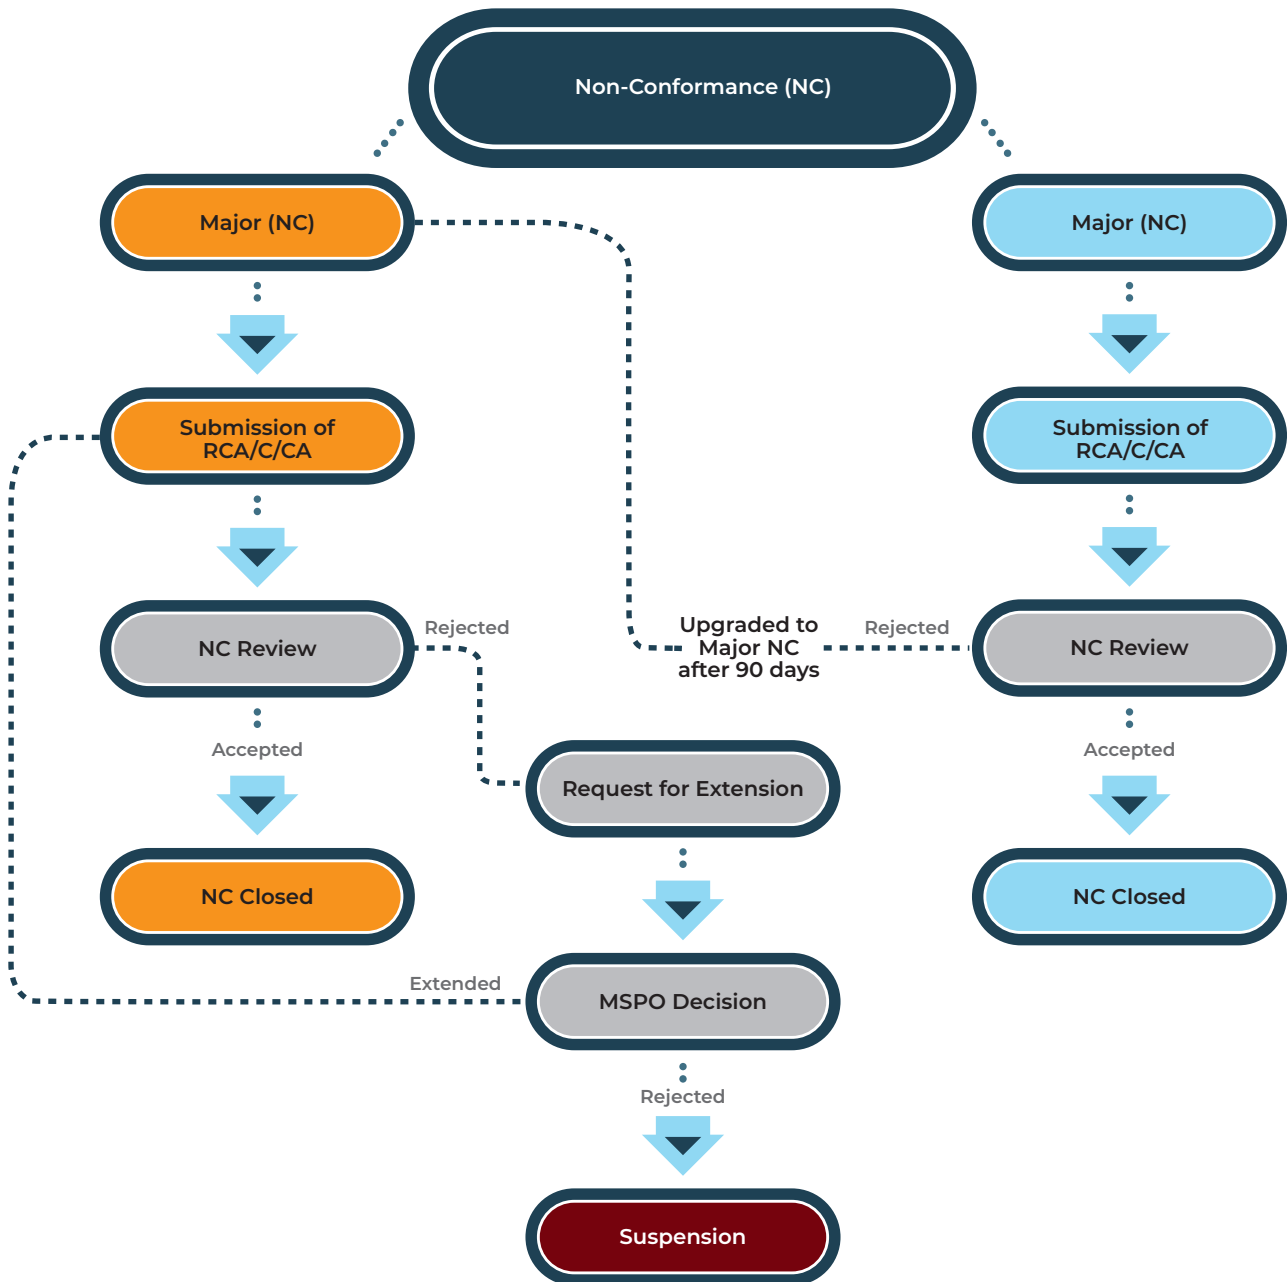 Non-Conformance (NC)
Major (NC)
Major (NC)
Submission of
RCA/C/CA
Submission of
RCA/C/CA
NC Review
Rejected
Upgraded to
Major NC
after 90 days
Rejected
NC Review
Accepted
Accepted
Request for Extension
NC Closed
NC Closed
Extended
MSPO Decision
Rejected
Suspension